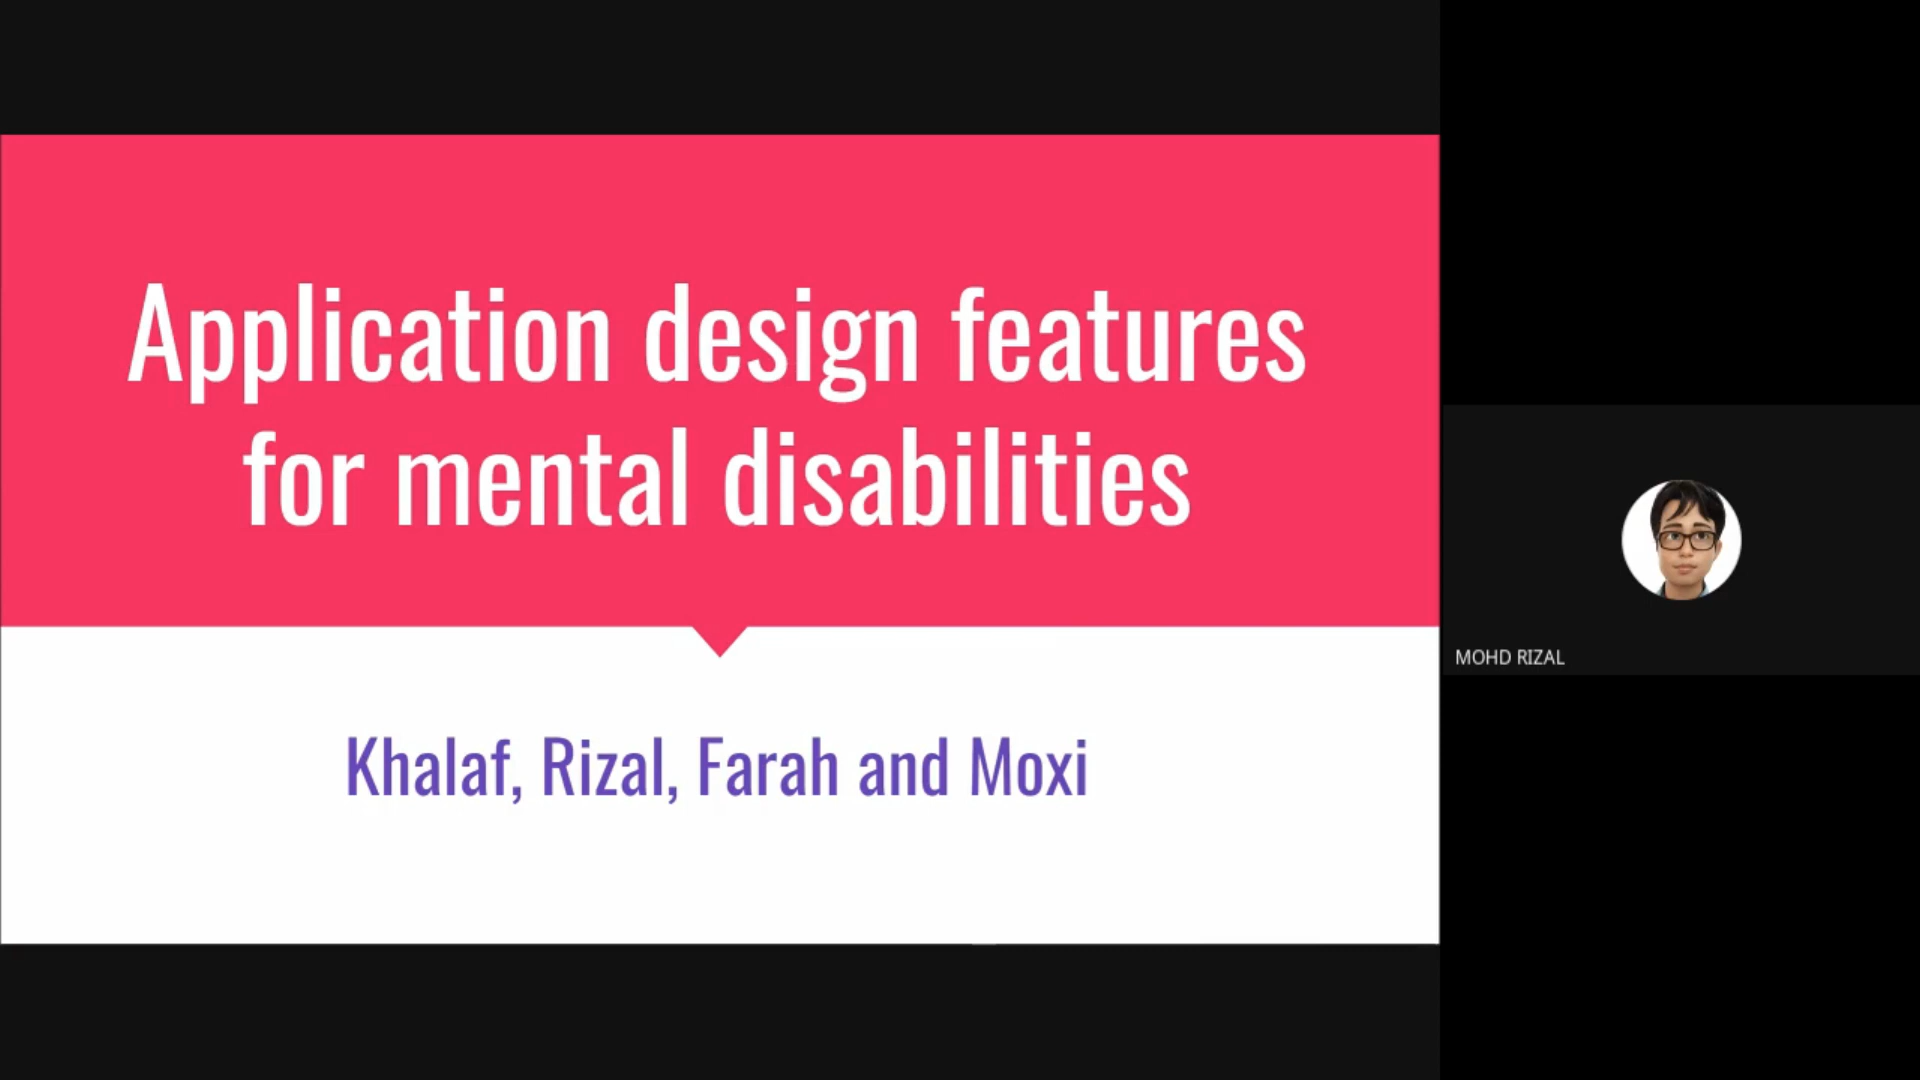 Application design features
for mental disabilities
Khalaf, Rizal, Farah and Moxi
MOHD RIZAL